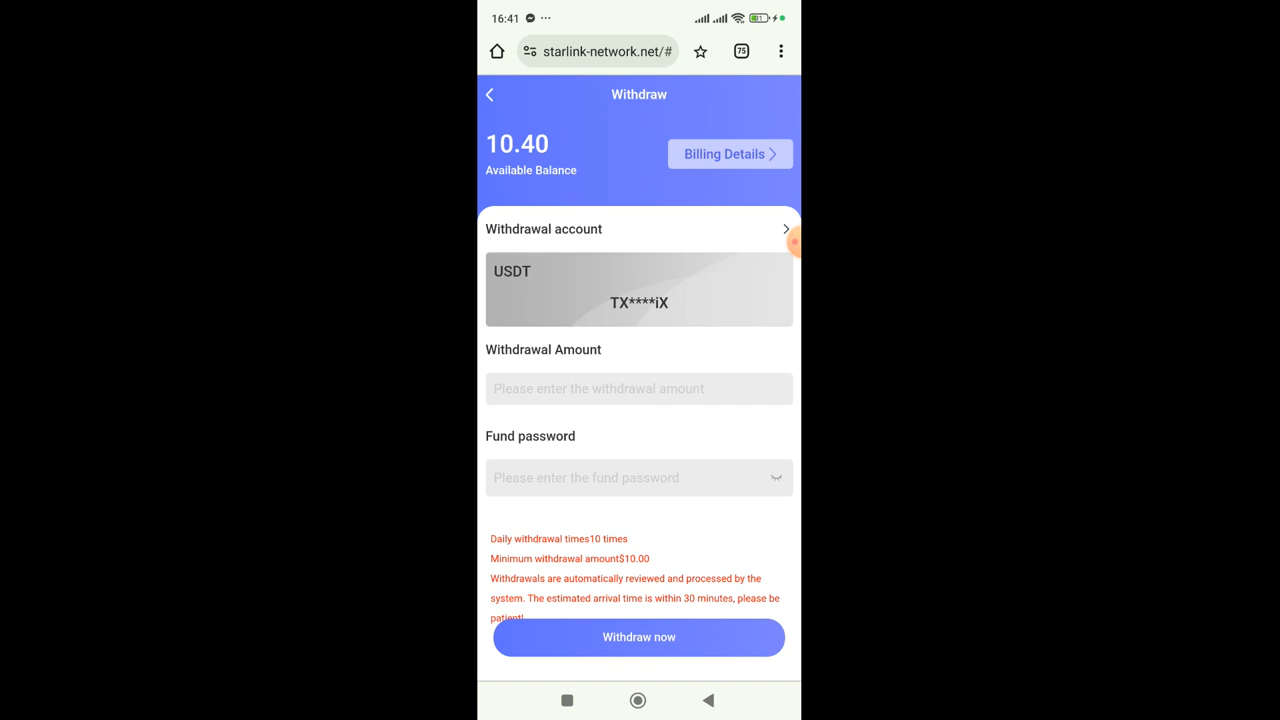 16:41
31
starlink-network.net/#
75
Withdraw
10.40
Billing Details
Available Balance
Withdrawal account
USDT
TX****iX
Withdrawal Amount
Please enter the withdrawal amount
Fund password
Please enter the fund password
Daily withdrawal times10 times
Minimum withdrawal amount$10.00
Withdrawals are automatically reviewed and processed by the
system. The estimated arrival time is within 30 minutes, please be
patient!
Withdraw now